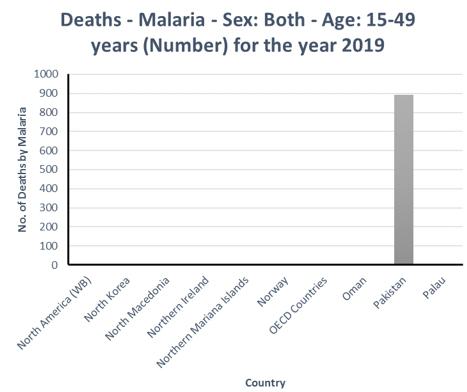 Deaths - Malaria - Sex: Both - Age: 15-49
years (Number) for the year 2019
No. of Deaths by Malaria
1000
900
800
700
600
500
400
300
200
100
0
North America (WB)
North Korea
North Macedonia
Northern Ireland
Northern Mariana Islands
Norway
OECD Countries
Oman
Pakistan
Palau
Country